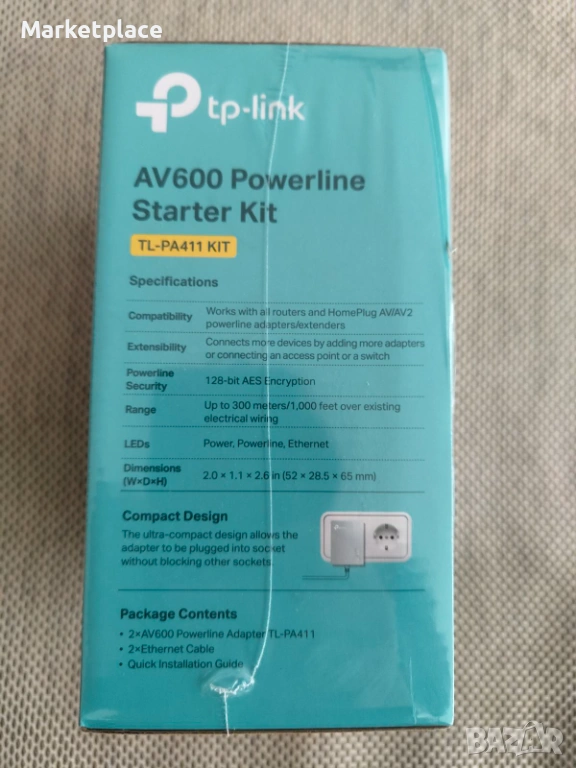 Marketplace
tp-link
AV600 Powerline
Starter Kit
TL-PA411 KIT
Specifications
Compatibility Works with all routers and HomePlug AV/AV2
powerline adapters/extenders
Extensibility Connects more devices by adding more adapters
or connecting an access point or a switch
Powerline
Security 128-bit AES Encryption
Range Up to 300 meters/1,000 feet over existing
electrical wiring
LEDs Power, Powerline, Ethernet
Dimensions
(W×D×H) 2.0 × 1.1 × 2.6 in (52 × 28.5 × 65 mm)
Compact Design
The ultra-compact design allows the
adapter to be plugged into socket
without blocking other sockets.
Package Contents
• 2×AV600 Powerline Adapter TL-PA411
• 2×Ethernet Cable
• Quick Installation Guide
BAZAR